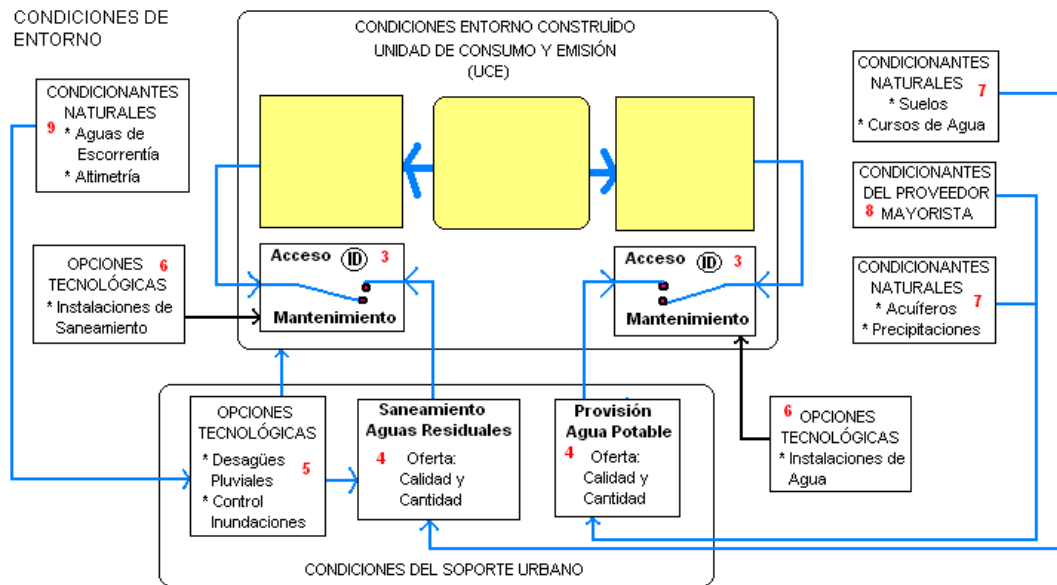 CONDICIONES DE
ENTORNO
CONDICIONES ENTORNO CONSTRUÍDO
UNIDAD DE CONSUMO Y EMISIÓN
(UCE)
CONDICIONANTES
NATURALES
9 * Aguas de
Escorrentía
* Altimetría
CONDICIONANTES
NATURALES 7
* Suelos
* Cursos de Agua
CONDICIONANTES
DEL PROVEEDOR
8 MAYORISTA
OPCIONES 6
TECNOLÓGICAS
* Instalaciones de
Saneamiento
Acceso ID 3
Mantenimiento
Acceso ID 3
Mantenimiento
CONDICIONANTES
NATURALES 7
* Acuíferos
* Precipitaciones
OPCIONES
TECNOLÓGICAS
* Desagües 5
Pluviales
* Control
Inundaciones
Saneamiento
Aguas Residuales
4 Oferta:
Calidad y
Cantidad
Provisión
Agua Potable
4 Oferta:
Calidad y
Cantidad
6 OPCIONES
TECNOLÓGICAS
* Instalaciones de
Agua
CONDICIONES DEL SOPORTE URBANO